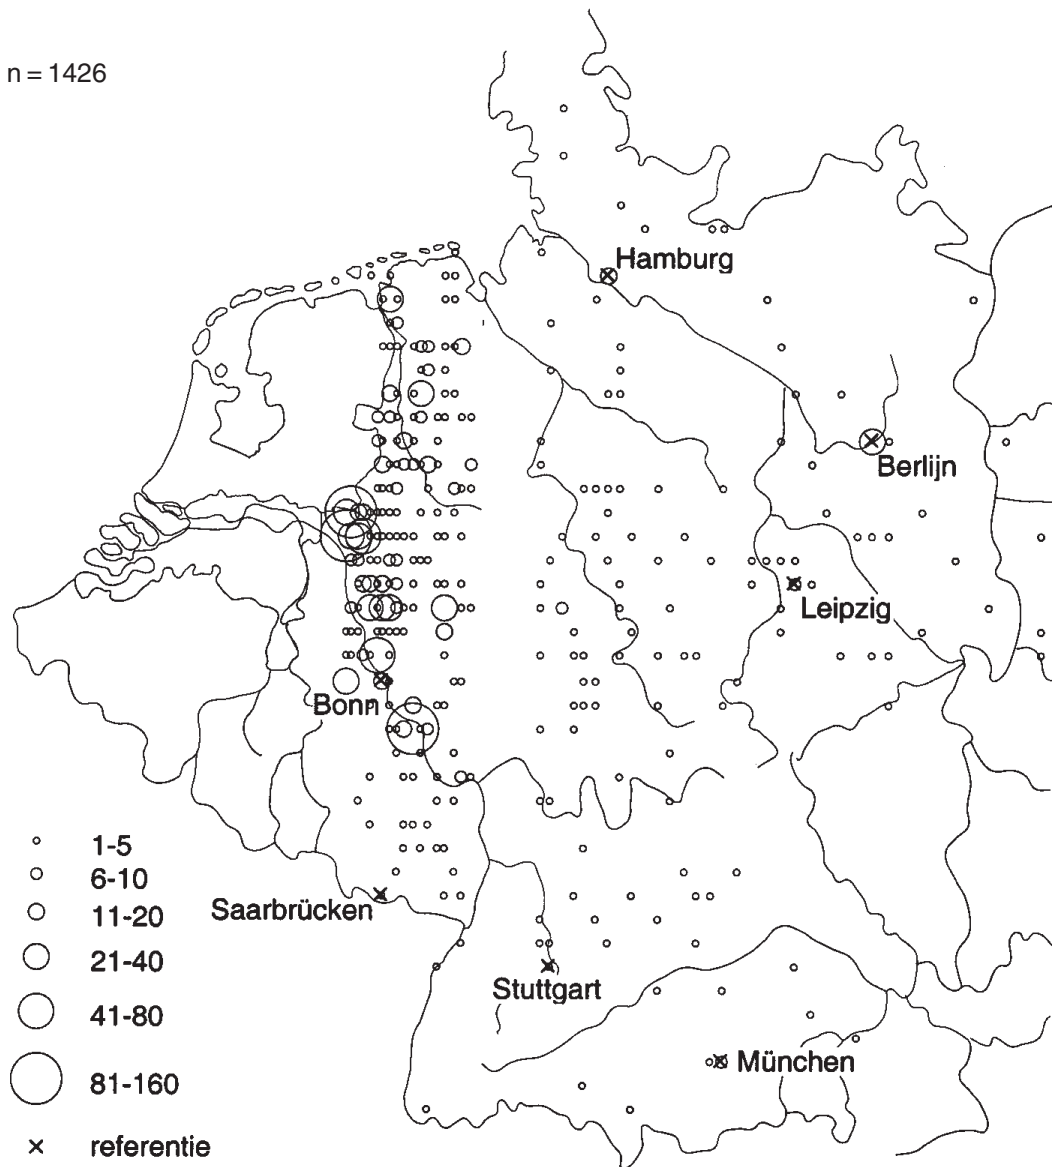 n = 1426
Hamburg
Berlijn
Leipzig
Bonn
Saarbrücken
Stuttgart
München
1-5
6-10
11-20
21-40
41-80
81-160
× referentie